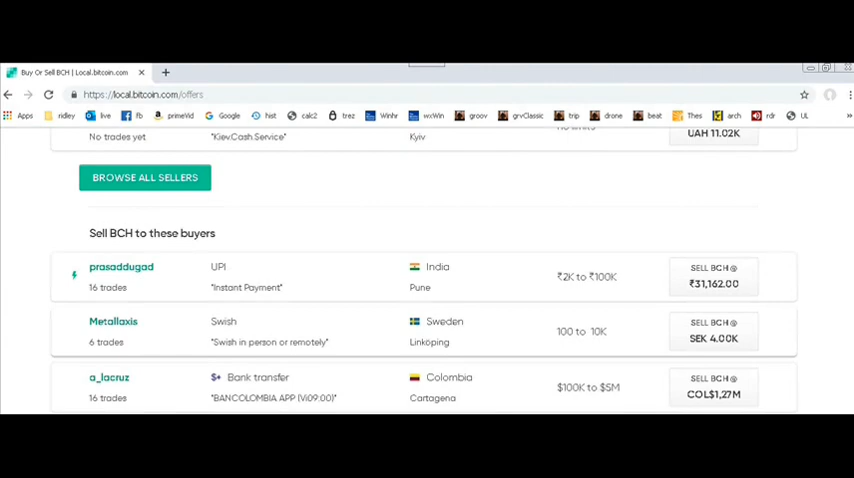 Buy Or Sell BCH | Local.bitcoin.com
https://local.bitcoin.com/offers
Apps ridley live fb primeVid Google hist calc2 trez Winhr wxWin groov grvClassic trip drone beat Thes arch rdr UL
No trades yet "Kiev.Cash.Service" Kyiv UAH 11.02K
BROWSE ALL SELLERS
Sell BCH to these buyers
prasaddugad UPI India ₹2K to ₹100K SELL BCH @
16 trades "Instant Payment" Pune ₹31,162.00
Metallaxis Swish Sweden 100 to 10K SELL BCH @
6 trades "Swish in person or remotely" Linköping SEK 4.00K
a_lacruz $+ Bank transfer Colombia $100K to $5M SELL BCH @
16 trades "BANCOLOMBIA APP (Vi09:00)" Cartagena COL$1,27M